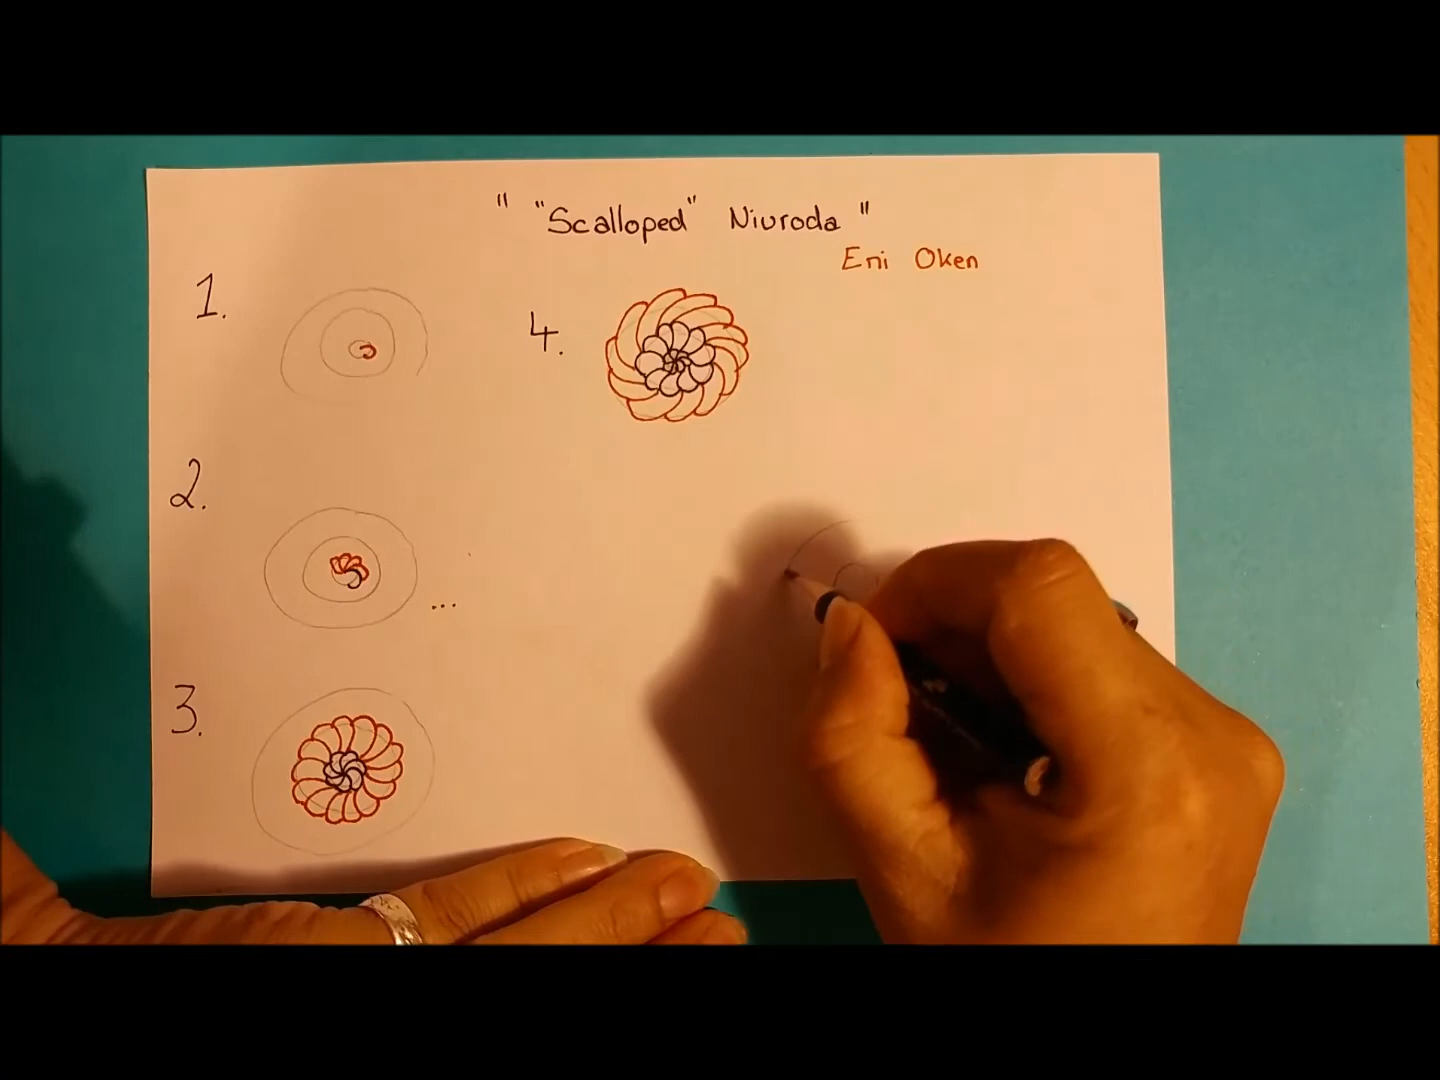 " "Scalloped" Niuroda "
Eni Oken
1.
4.
2.
...
3.